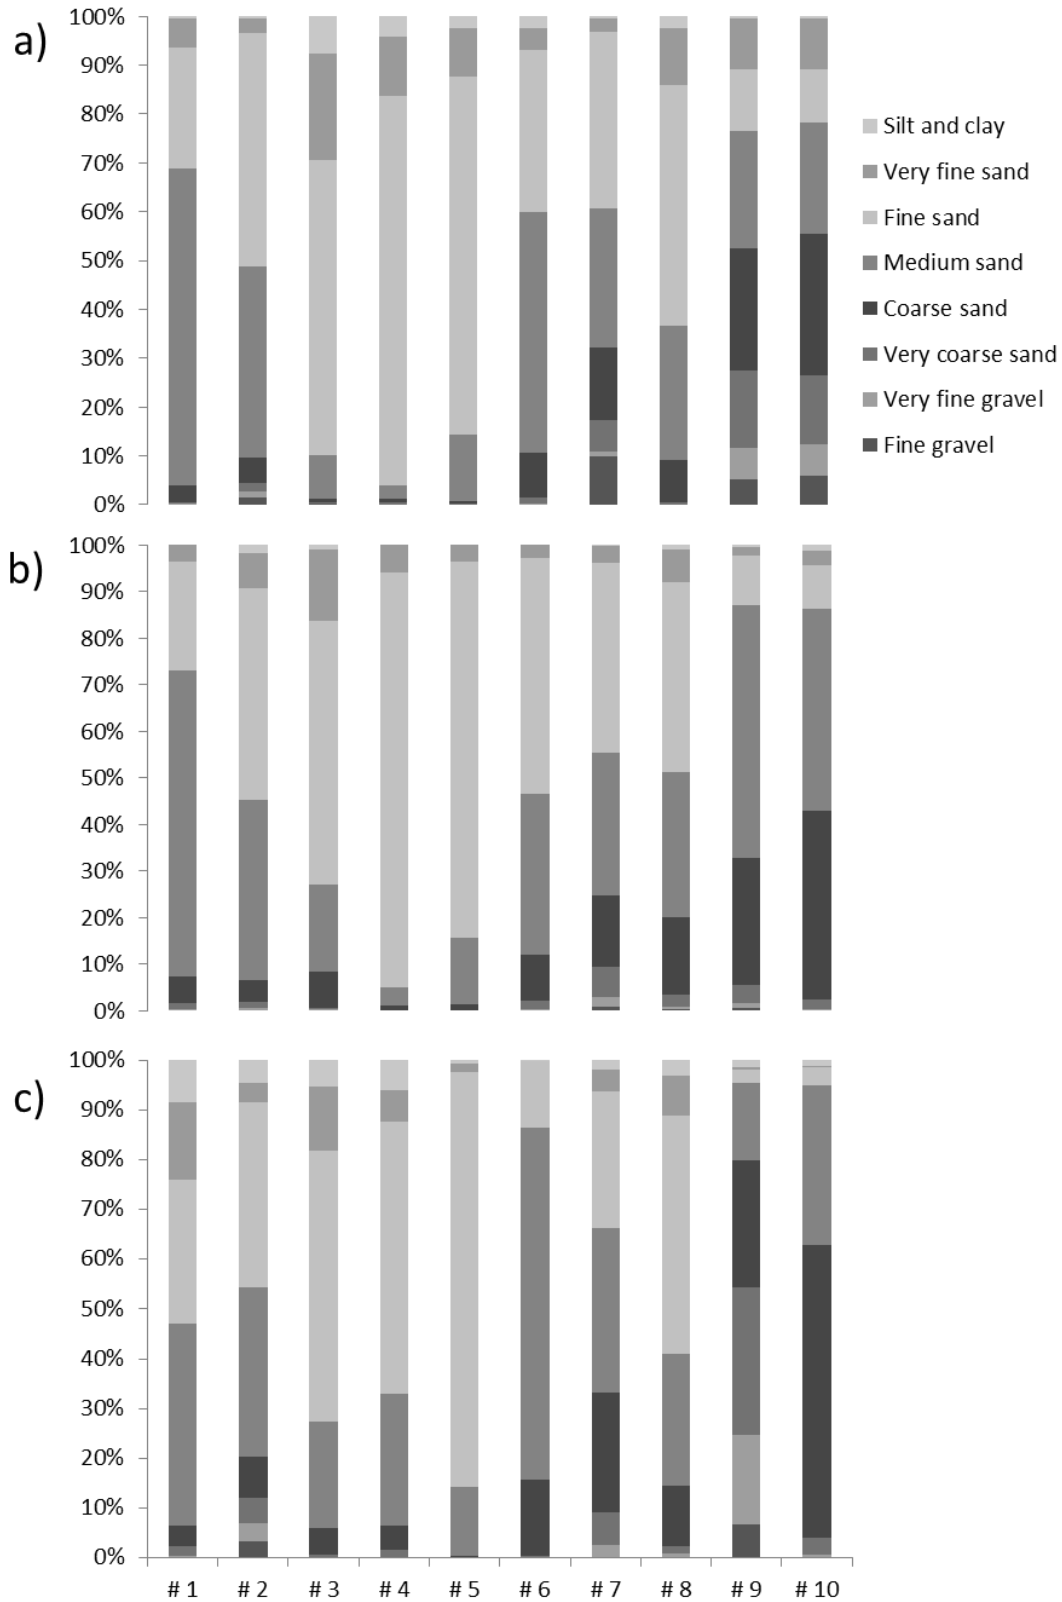 a)
100%
90%
80%
70%
60%
50%
40%
30%
20%
10%
0%
Silt and clay
Very fine sand
Fine sand
Medium sand
Coarse sand
Very coarse sand
Very fine gravel
Fine gravel
b)
100%
90%
80%
70%
60%
50%
40%
30%
20%
10%
0%
c)
100%
90%
80%
70%
60%
50%
40%
30%
20%
10%
0%
# 1 # 2 # 3 # 4 # 5 # 6 # 7 # 8 # 9 # 10